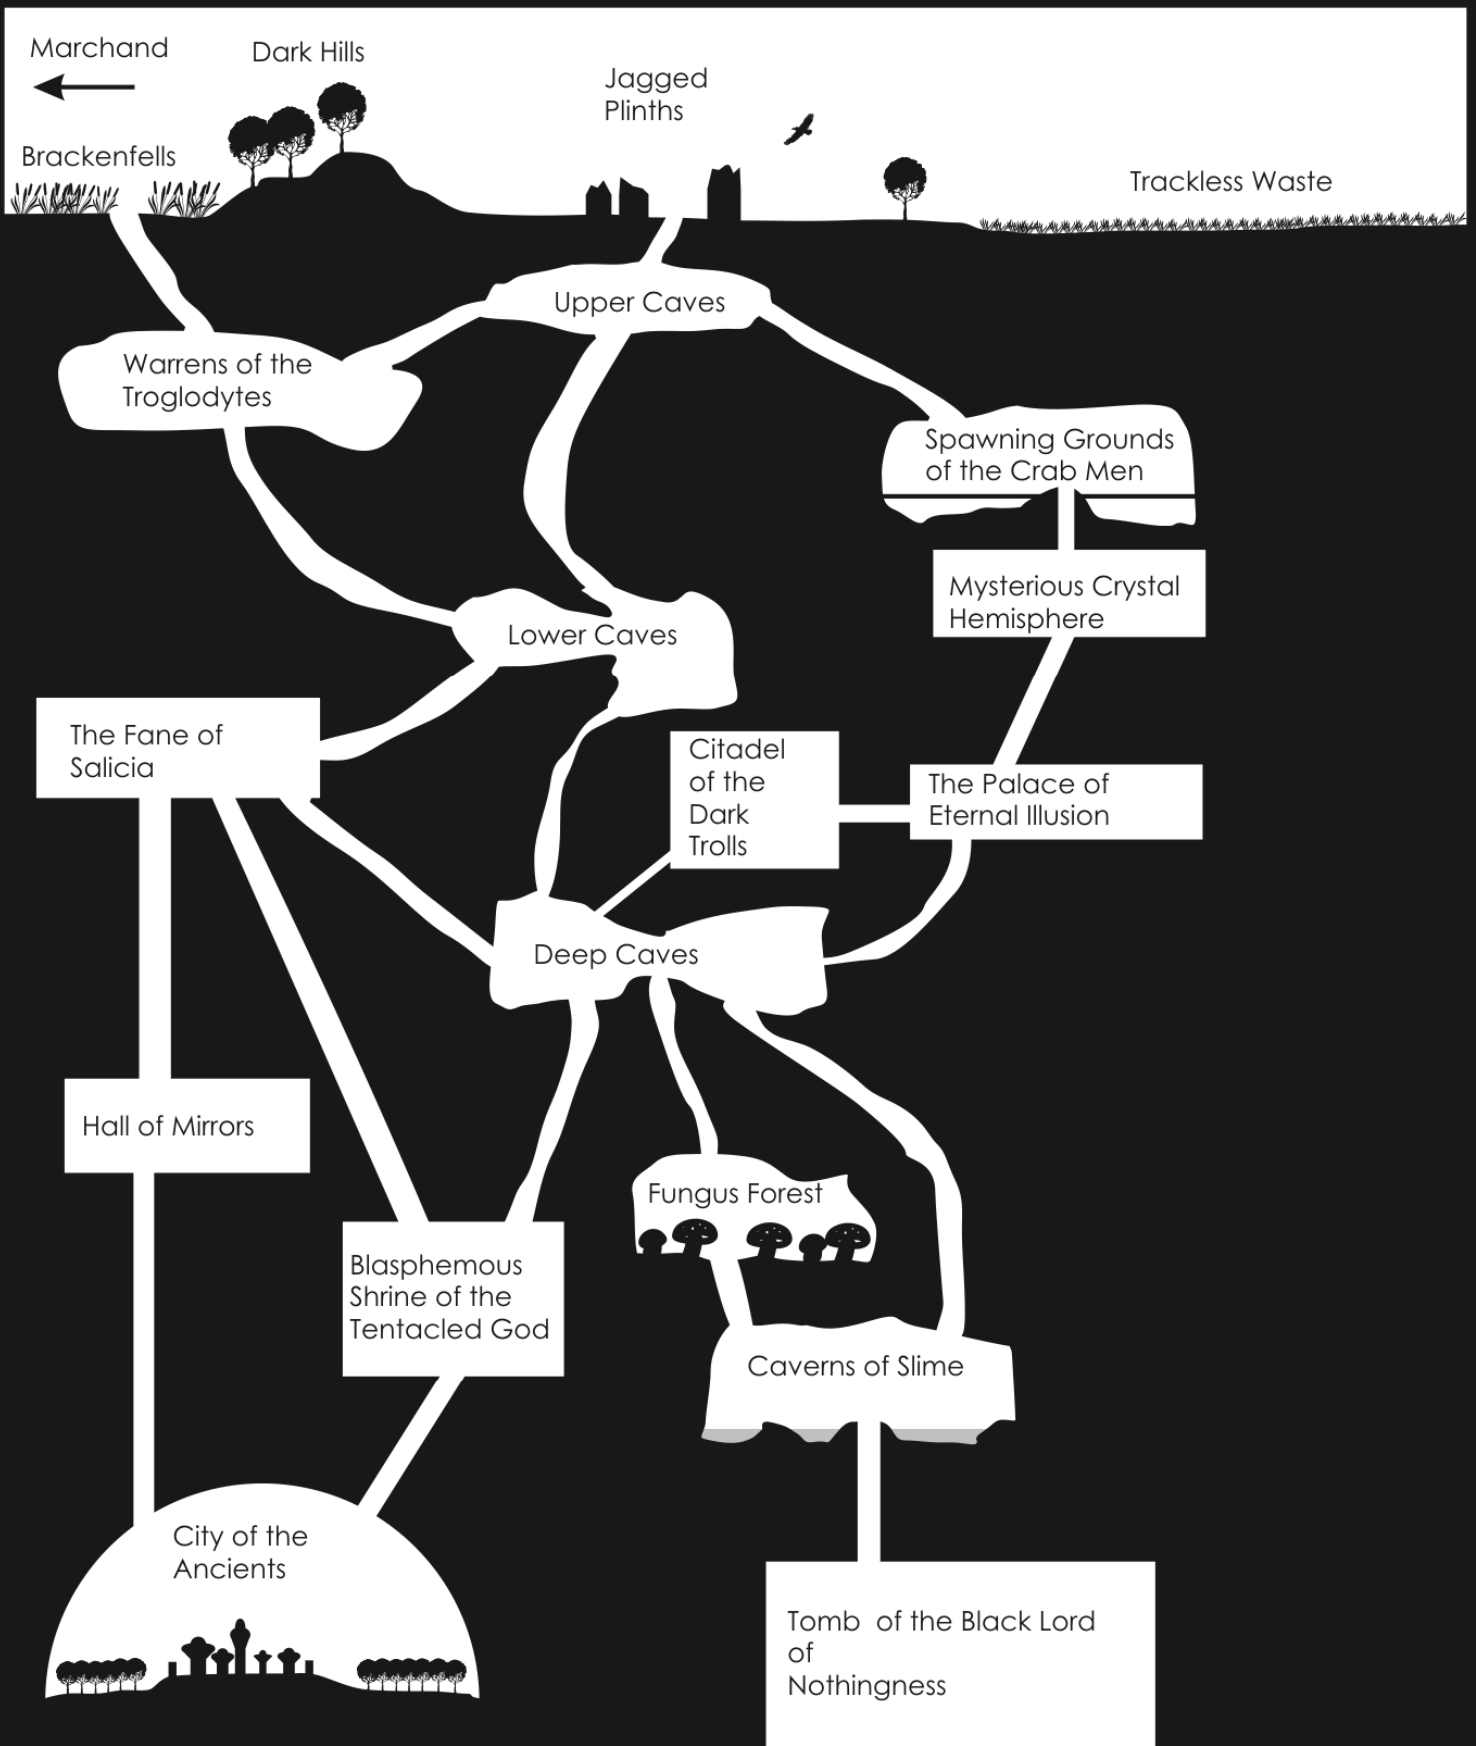 Marchand
Dark Hills
Jagged
Plinths
Brackenfells
Trackless Waste
Upper Caves
Warrens of the
Troglodytes
Spawning Grounds
of the Crab Men
Mysterious Crystal
Hemisphere
Lower Caves
The Fane of
Salicia
Citadel
of the
Dark
Trolls
The Palace of
Eternal Illusion
Deep Caves
Hall of Mirrors
Fungus Forest
Blasphemous
Shrine of the
Tentacled God
Caverns of Slime
City of the
Ancients
Tomb of the Black Lord
of
Nothingness